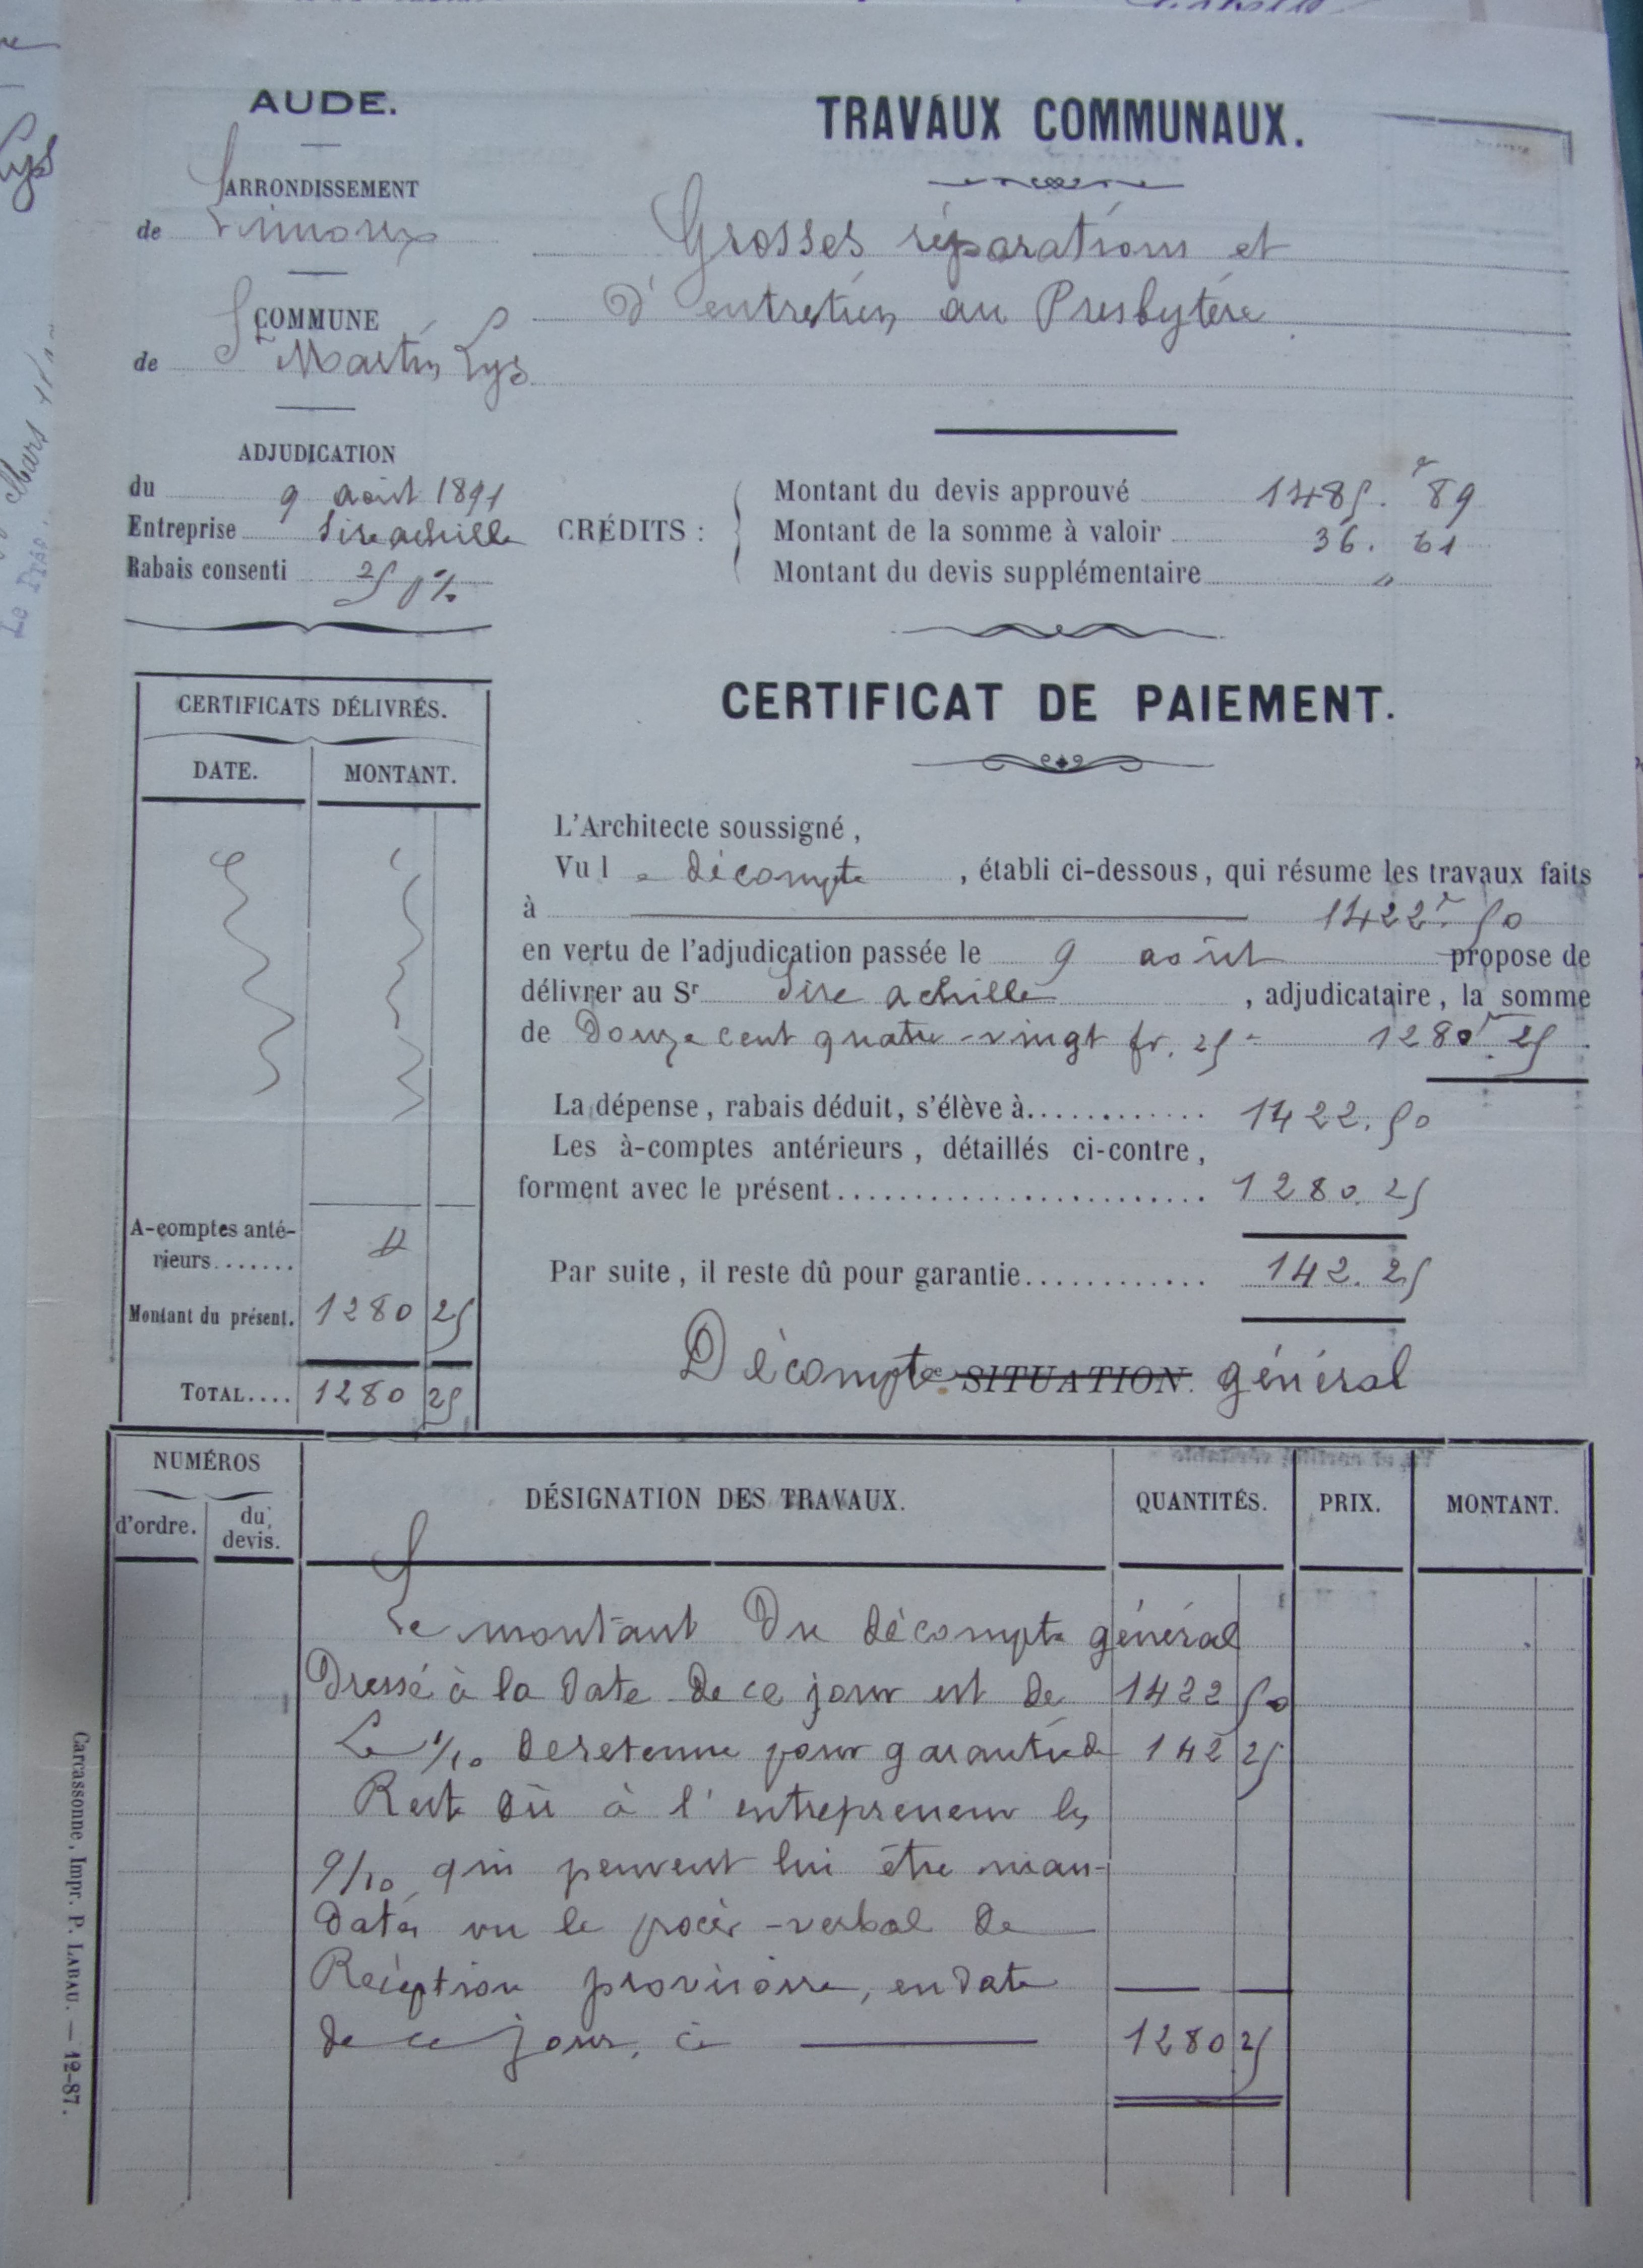 AUDE.
ARRONDISSEMENT
de Limoux
COMMUNE
de St Martin Lys
ADJUDICATION
du 9 août 1891
Entreprise Sire achille
Rabais consenti
TRAVAUX COMMUNAUX.
Grosses réparations et
d'entretien au Presbytère
CRÉDITS :
Montant du devis approuvé 1485. f 89
Montant de la somme à valoir 36. 61
Montant du devis supplémentaire "
CERTIFICATS DÉLIVRÉS.
DATE. MONTANT.
A-comptes anté-
rieurs.......
Montant du présent. 1280 25
TOTAL.... 1280 25
CERTIFICAT DE PAIEMENT.
L'Architecte soussigné,
Vu l e décompte , établi ci-dessous, qui résume les travaux faits
à 1422f. 50
en vertu de l'adjudication passée le 9 août propose de
délivrer au Sr Sire achille , adjudicataire, la somme
de Douze cent quatre-vingt fr. 25 = 1280f. 25
La dépense, rabais déduit, s'élève à............ 1422. 50
Les à-comptes antérieurs, détaillés ci-contre,
forment avec le présent........................ 1280. 25
Par suite, il reste dû pour garantie............ 142. 25
Décompte SITUATION. général
NUMÉROS
d'ordre. du devis.
DÉSIGNATION DES TRAVAUX. QUANTITÉS. PRIX. MONTANT.
Le montant du décompte général
Dressé à la date de ce jour est de 1422 50
Le 1/10 de retenue pour garantie de 142 25
Reste dû à l'entrepreneur les
9/10 qui peuvent lui être man-
datés vu le procès-verbal de
Réception provisoire, en date
de ce jour, ci 1280 25
Carcassonne, Impr. P. LABAU. — 12-87.